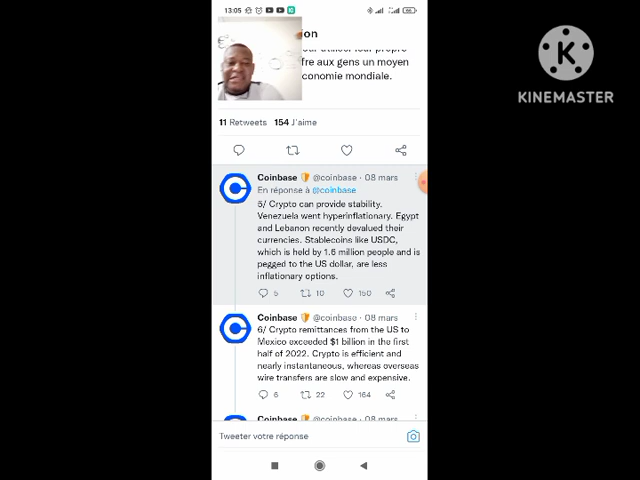 13:05
66
on
fre aux gens un moyen
conomie mondiale.
11 Retweets 154 J'aime
Coinbase @coinbase · 08 mars
En réponse à @coinbase
5/ Crypto can provide stability.
Venezuela went hyperinflationary. Egypt
and Lebanon recently devalued their
currencies. Stablecoins like USDC,
which is held by 1.6 million people and is
pegged to the US dollar, are less
inflationary options.
5 10 150
Coinbase @coinbase · 08 mars
6/ Crypto remittances from the US to
Mexico exceeded $1 billion in the first
half of 2022. Crypto is efficient and
nearly instantaneous, whereas overseas
wire transfers are slow and expensive.
6 22 164
Coinbase @coinbase · 08 mars
Tweeter votre réponse
K
KINEMASTER